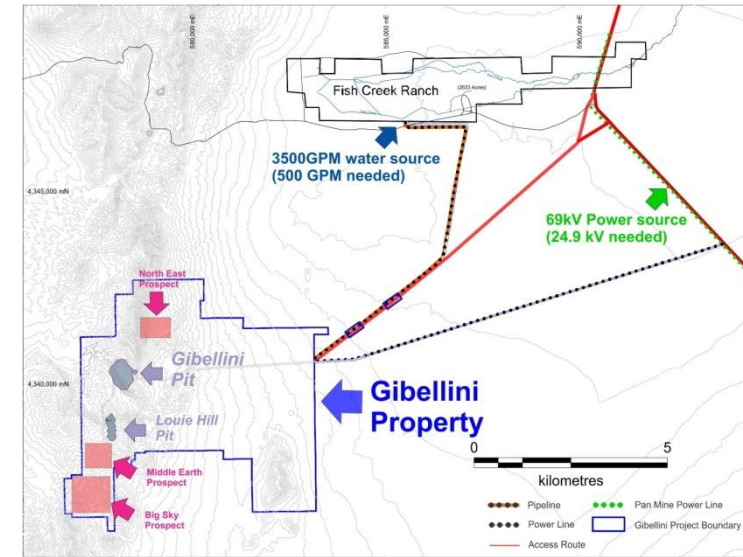 580,000 mE
585,000 mE
590,000 mE
Fish Creek Ranch
(2633 Acres)
3500GPM water source
(500 GPM needed)
4,345,000 mN
69kV Power source
(24.9 kV needed)
North East
Prospect
Gibellini
Pit
4,340,000 mN
Gibellini
Property
Louie Hill
Pit
Middle Earth
Prospect
Big Sky
Prospect
0
5
kilometres
Pipeline
Pan Mine Power Line
Power Line
Gibellini Project Boundary
Access Route